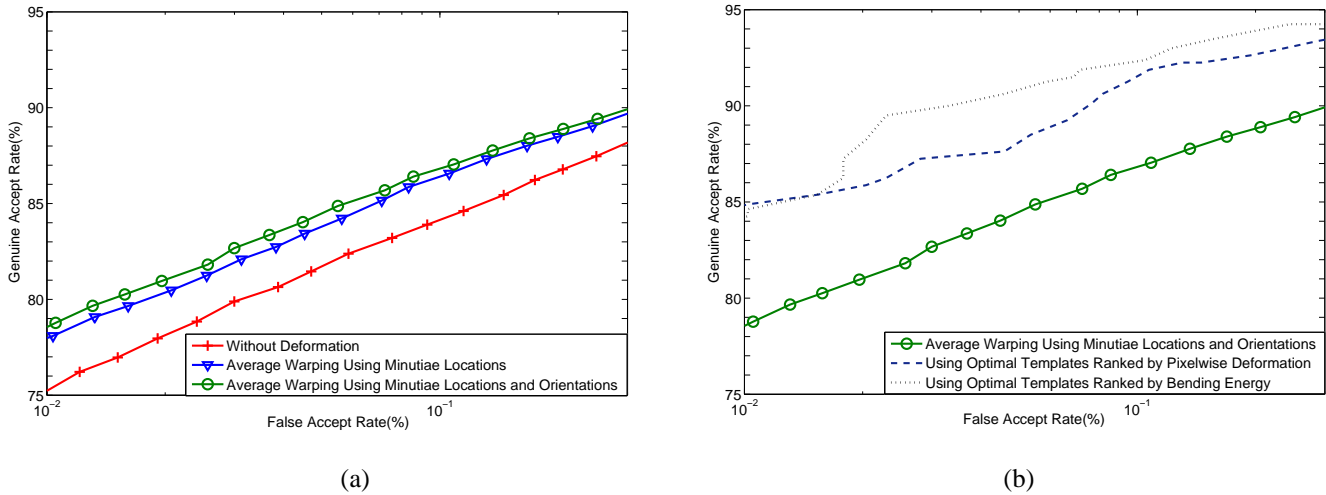 95
90
85
80
75
Genuine Accept Rate(%)
Without Deformation
Average Warping Using Minutiae Locations
Average Warping Using Minutiae Locations and Orientations
10^-2
10^-1
False Accept Rate(%)
(a)
95
90
85
80
75
Genuine Accept Rate(%)
Average Warping Using Minutiae Locations and Orientations
Using Optimal Templates Ranked by Pixelwise Deformation
Using Optimal Templates Ranked by Bending Energy
10^-2
10^-1
False Accept Rate(%)
(b)